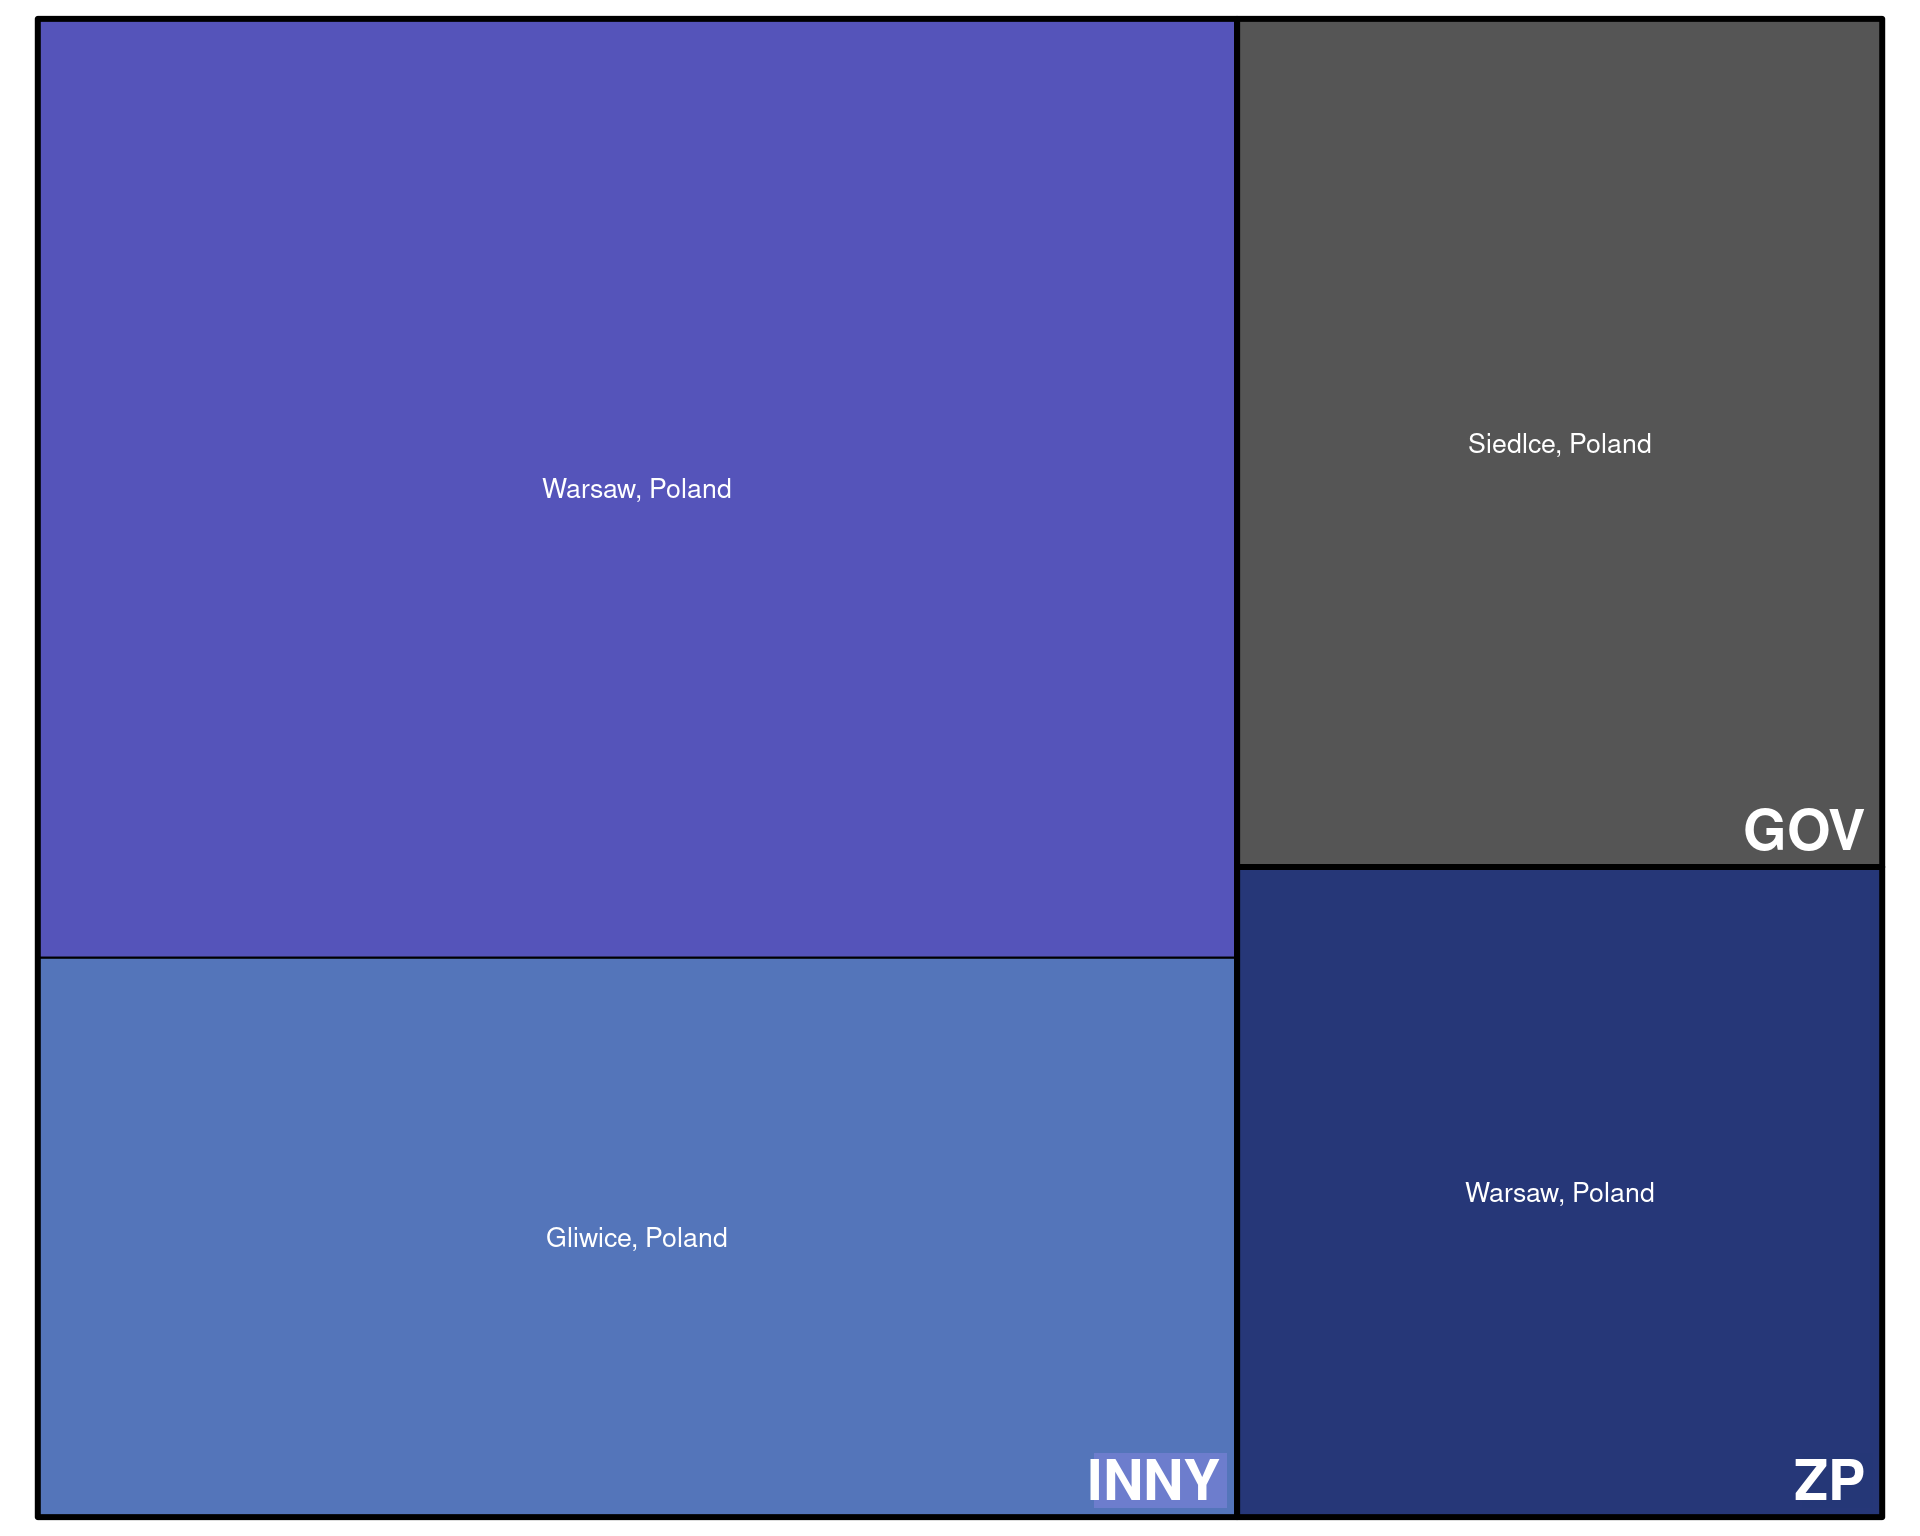 Warsaw, Poland
Gliwice, Poland
INNY
Siedlce, Poland
GOV
Warsaw, Poland
ZP